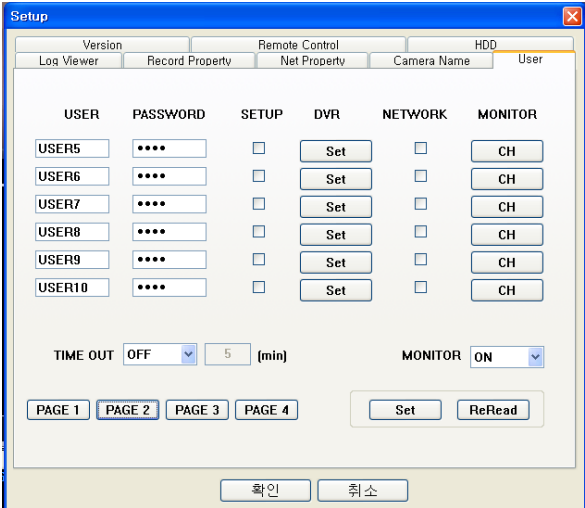 Setup
Version Remote Control HDD
Log Viewer Record Property Net Property Camera Name User
USER PASSWORD SETUP DVR NETWORK MONITOR
USER5 •••• Set CH
USER6 •••• Set CH
USER7 •••• Set CH
USER8 •••• Set CH
USER9 •••• Set CH
USER10 •••• Set CH
TIME OUT OFF 5 (min) MONITOR ON
PAGE 1 PAGE 2 PAGE 3 PAGE 4 Set ReRead
확인 취소